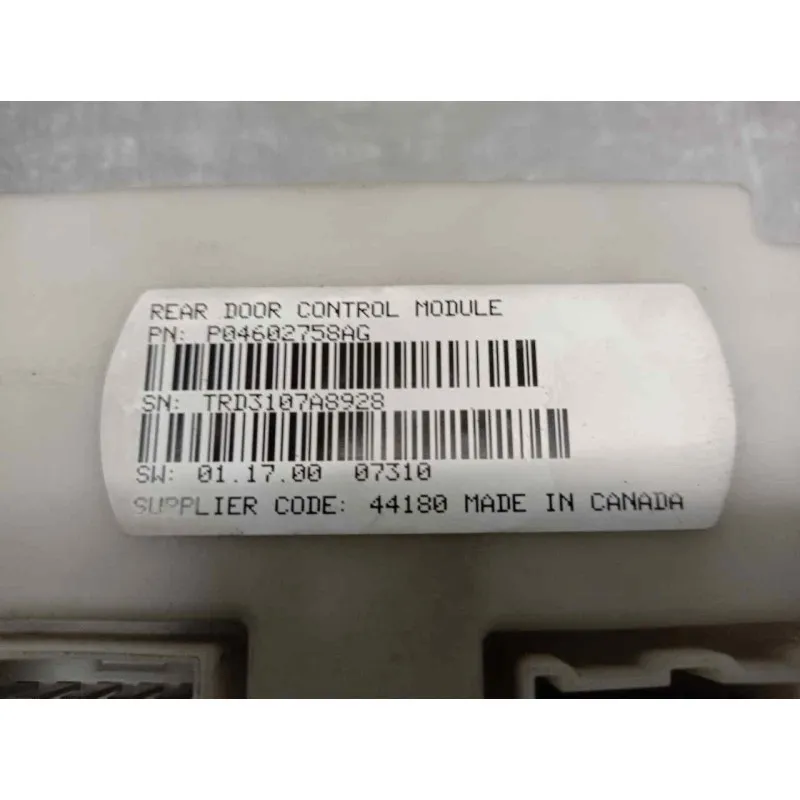 REAR DOOR CONTROL MODULE
PN: P04602758AG
SN: TRD3107A8928
SW: 01.17.00 07310
SUPPLIER CODE: 44180 MADE IN CANADA